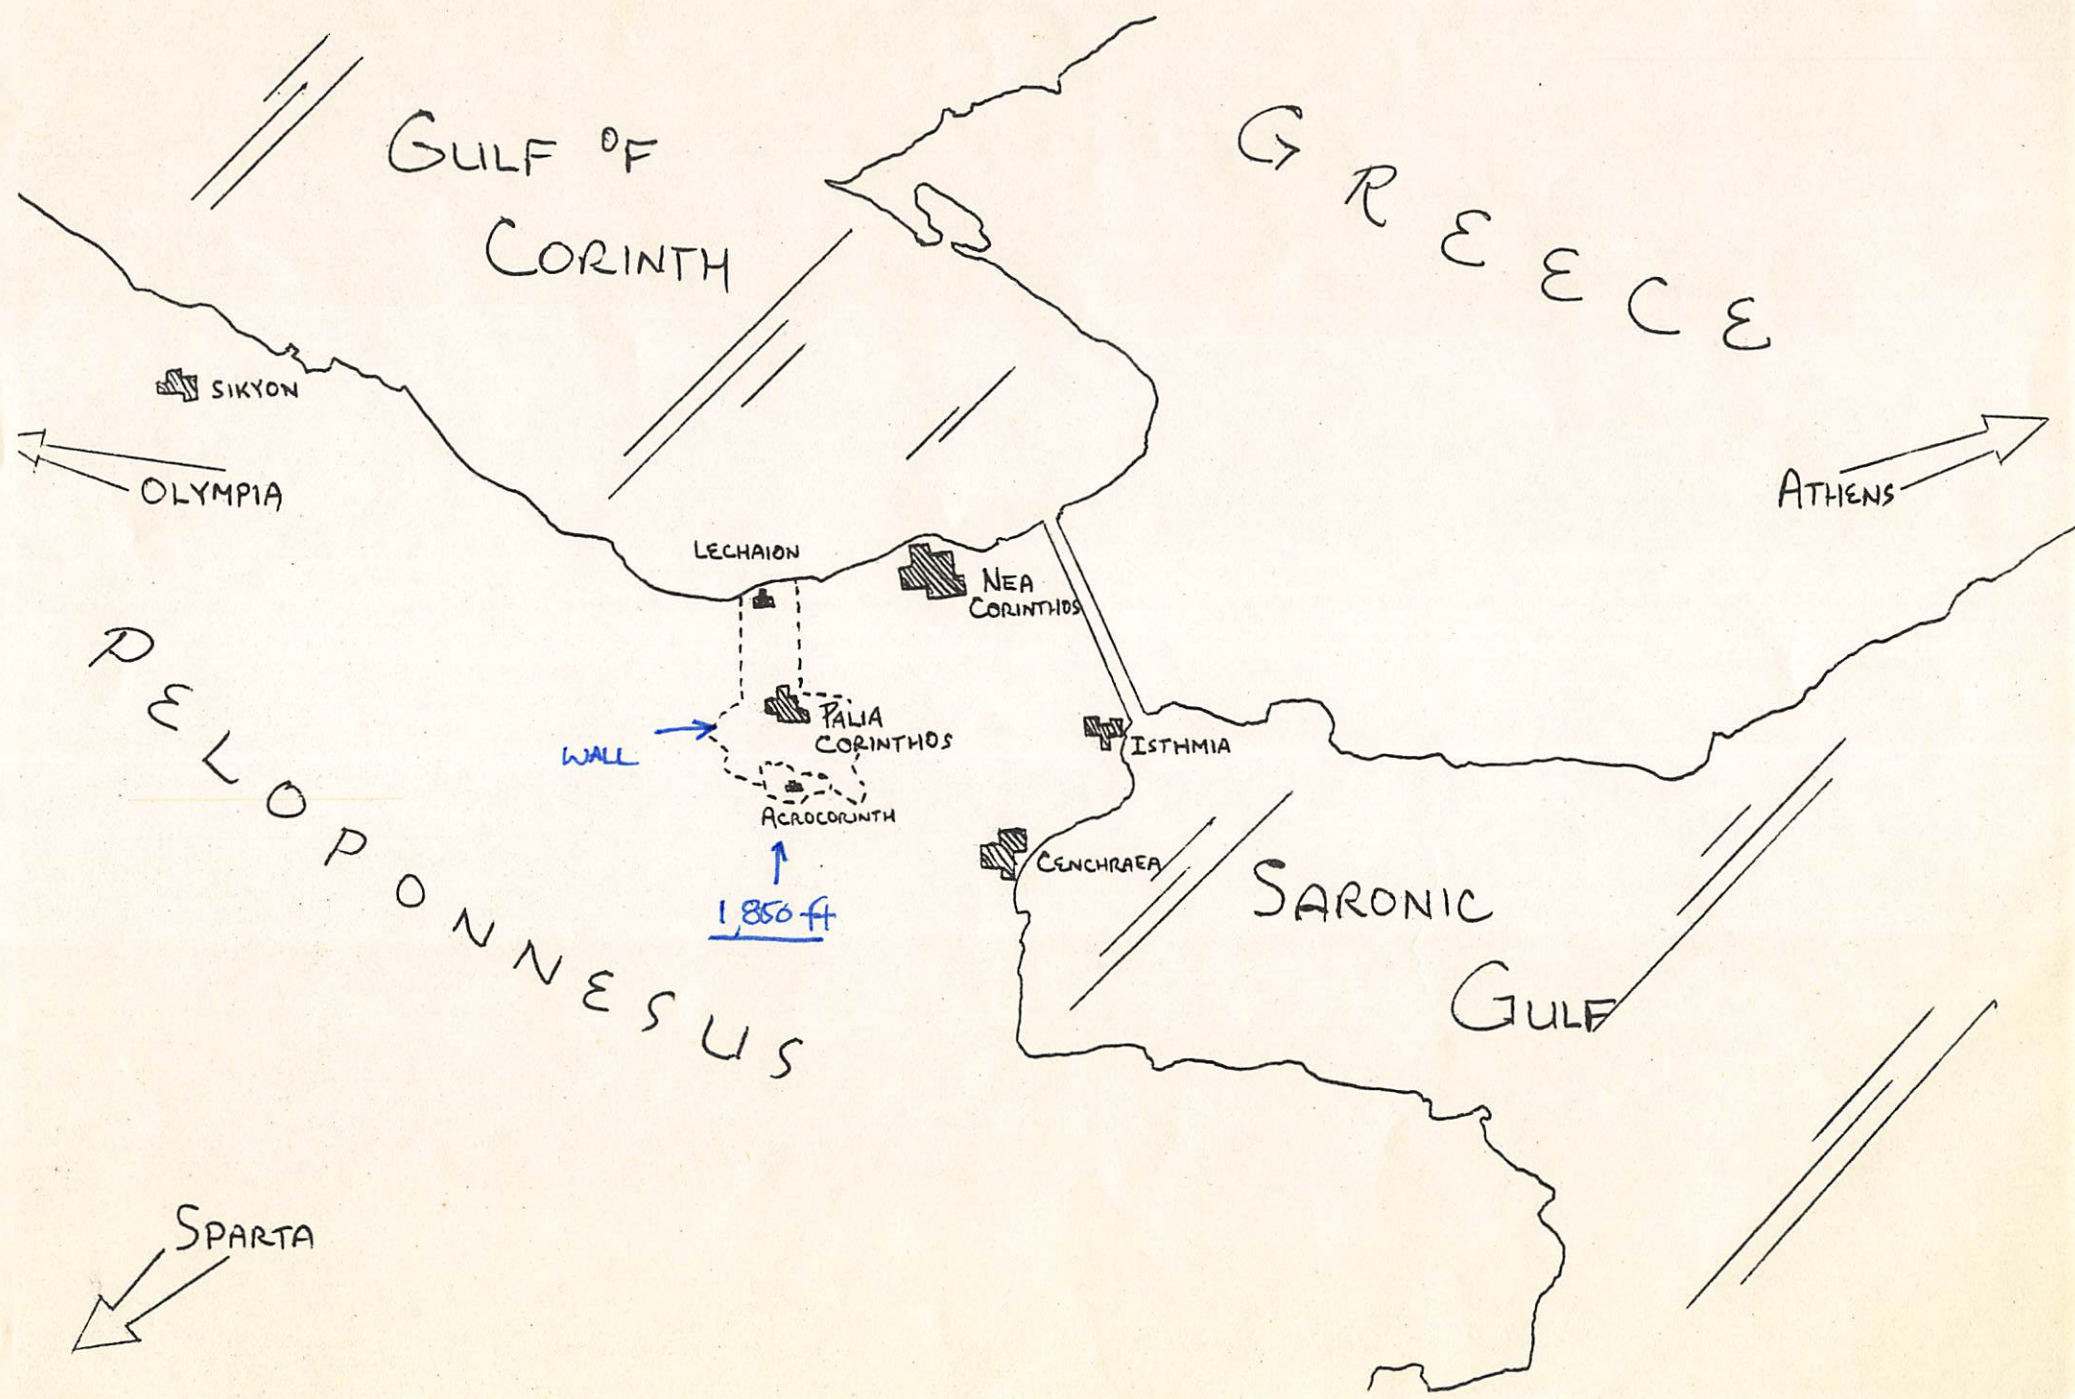 GULF OF
CORINTH
GREECE
SIKYON
OLYMPIA
ATHENS
LECHAION
NEA
CORINTHOS
PELOPONNESUS
PALIA
CORINTHOS
WALL
ISTHMIA
ACROCORINTH
CENCHRAEA
1,850 ft
SARONIC
GULF
SPARTA